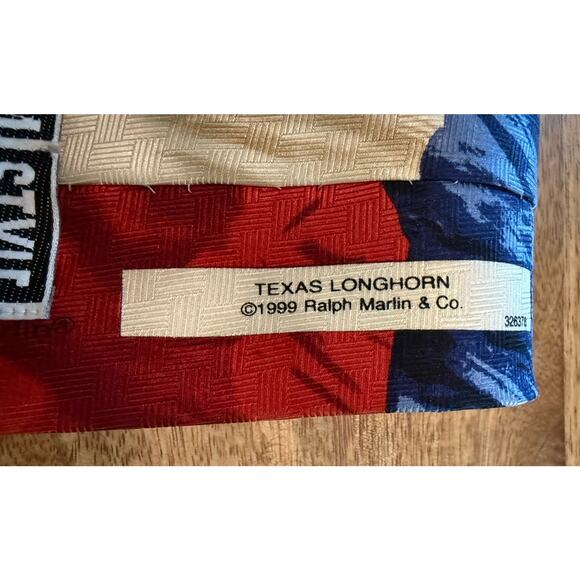 TEXAS LONGHORN
©1999 Ralph Marlin & Co.
326378